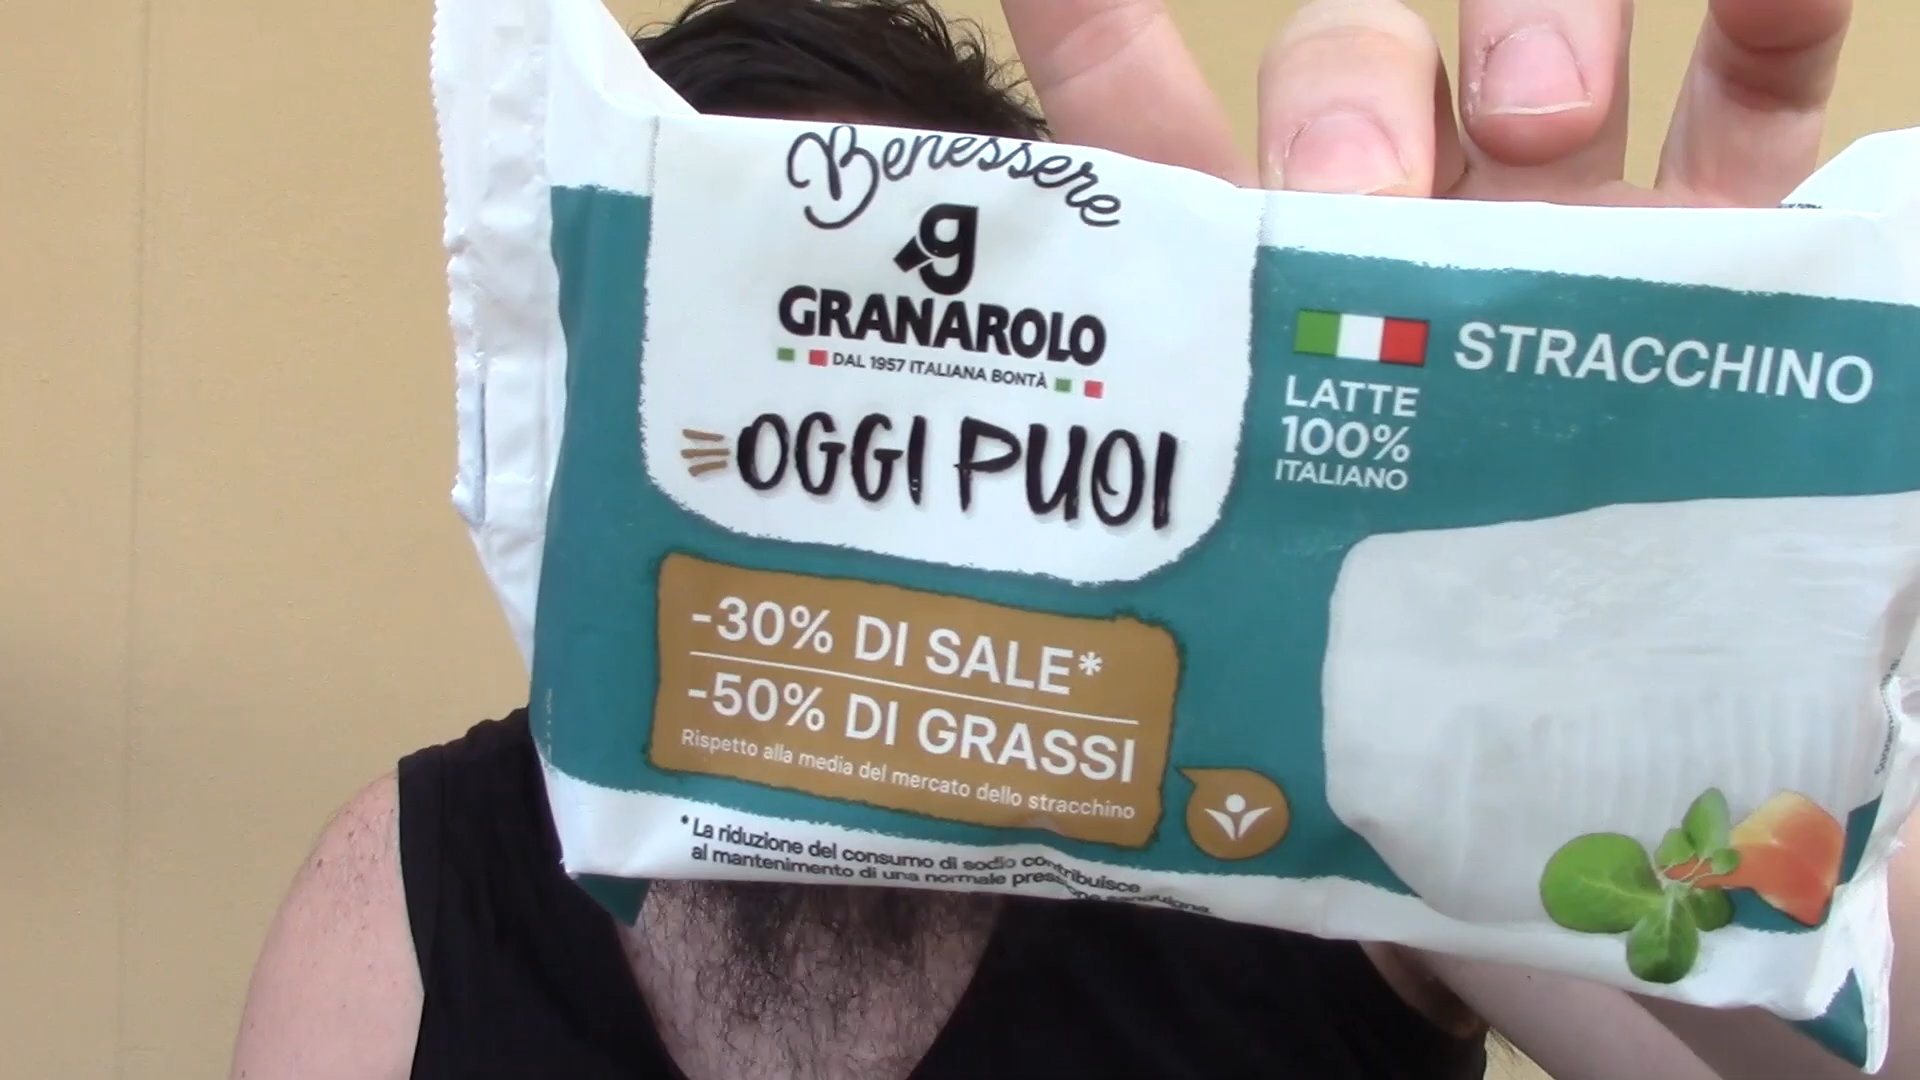 Benessere
g
GRANAROLO
DAL 1957 ITALIANA BONTÀ
OGGI PUOI
-30% DI SALE*
-50% DI GRASSI
Rispetto alla media del mercato dello stracchino
* La riduzione del consumo di sodio contribuisce
al mantenimento di una normale pressione sanguigna
LATTE
100%
ITALIANO
STRACCHINO